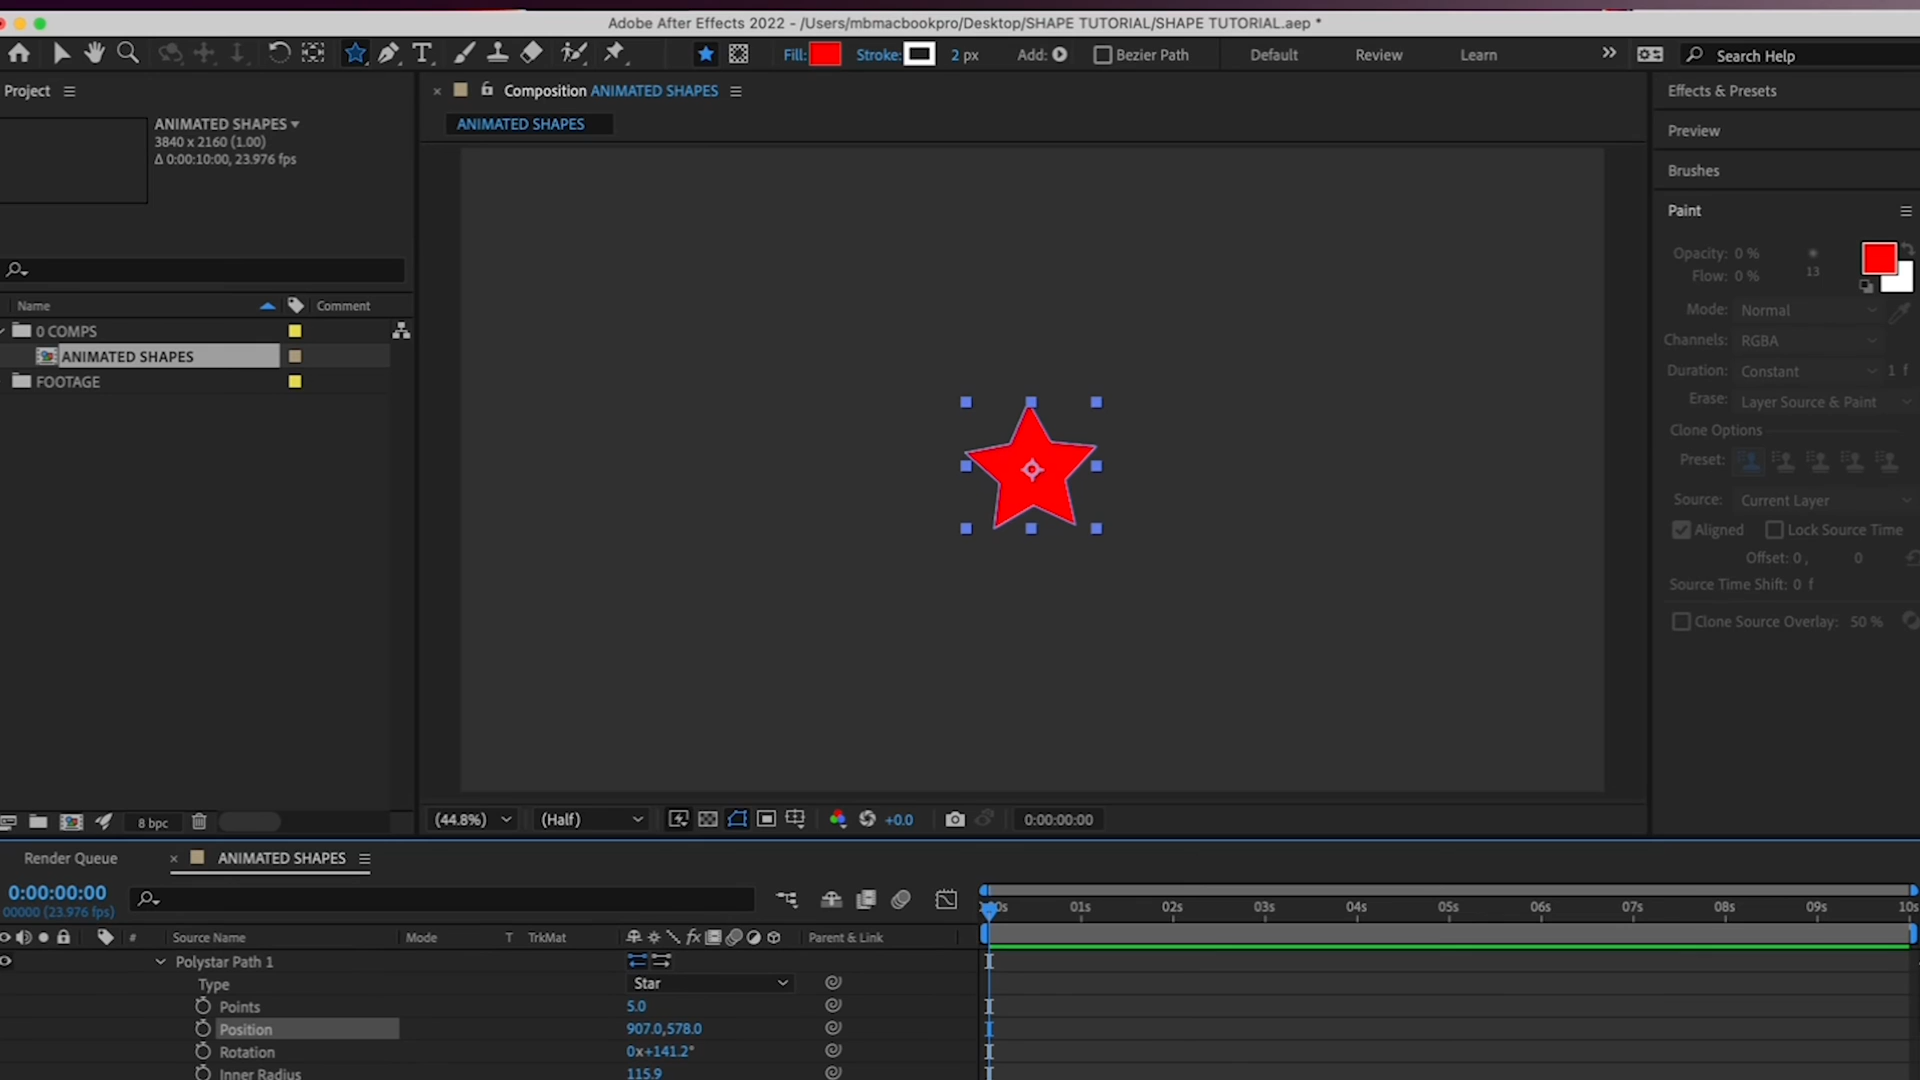 Adobe After Effects 2022 - /Users/mbmacbookpro/Desktop/SHAPE TUTORIAL/SHAPE TUTORIAL.aep *
Fill: Stroke: 2 px Add: Bezier Path Default Review Learn Search Help
Project
ANIMATED SHAPES
3840 x 2160 (1.00)
Δ 0:00:10:00, 23.976 fps
Name Comment
0 COMPS
ANIMATED SHAPES
FOOTAGE
8 bpc
Composition ANIMATED SHAPES
ANIMATED SHAPES
(44.8%) (Half) +0.0 0:00:00:00
Effects & Presets
Preview
Brushes
Paint
Opacity: 0 %
Flow: 0 % 13
Mode: Normal
Channels: RGBA
Duration: Constant 1 f
Erase: Layer Source & Paint
Clone Options
Preset:
Source: Current Layer
Aligned Lock Source Time
Offset: 0 , 0
Source Time Shift: 0 f
Clone Source Overlay: 50 %
Render Queue ANIMATED SHAPES
0:00:00:00
00000 (23.976 fps)
:00s 01s 02s 03s 04s 05s 06s 07s 08s 09s 10s
# Source Name Mode T TrkMat fx Parent & Link
Polystar Path 1
Type Star
Points 5.0
Position 907.0,578.0
Rotation 0x+141.2°
Inner Radius 115.9